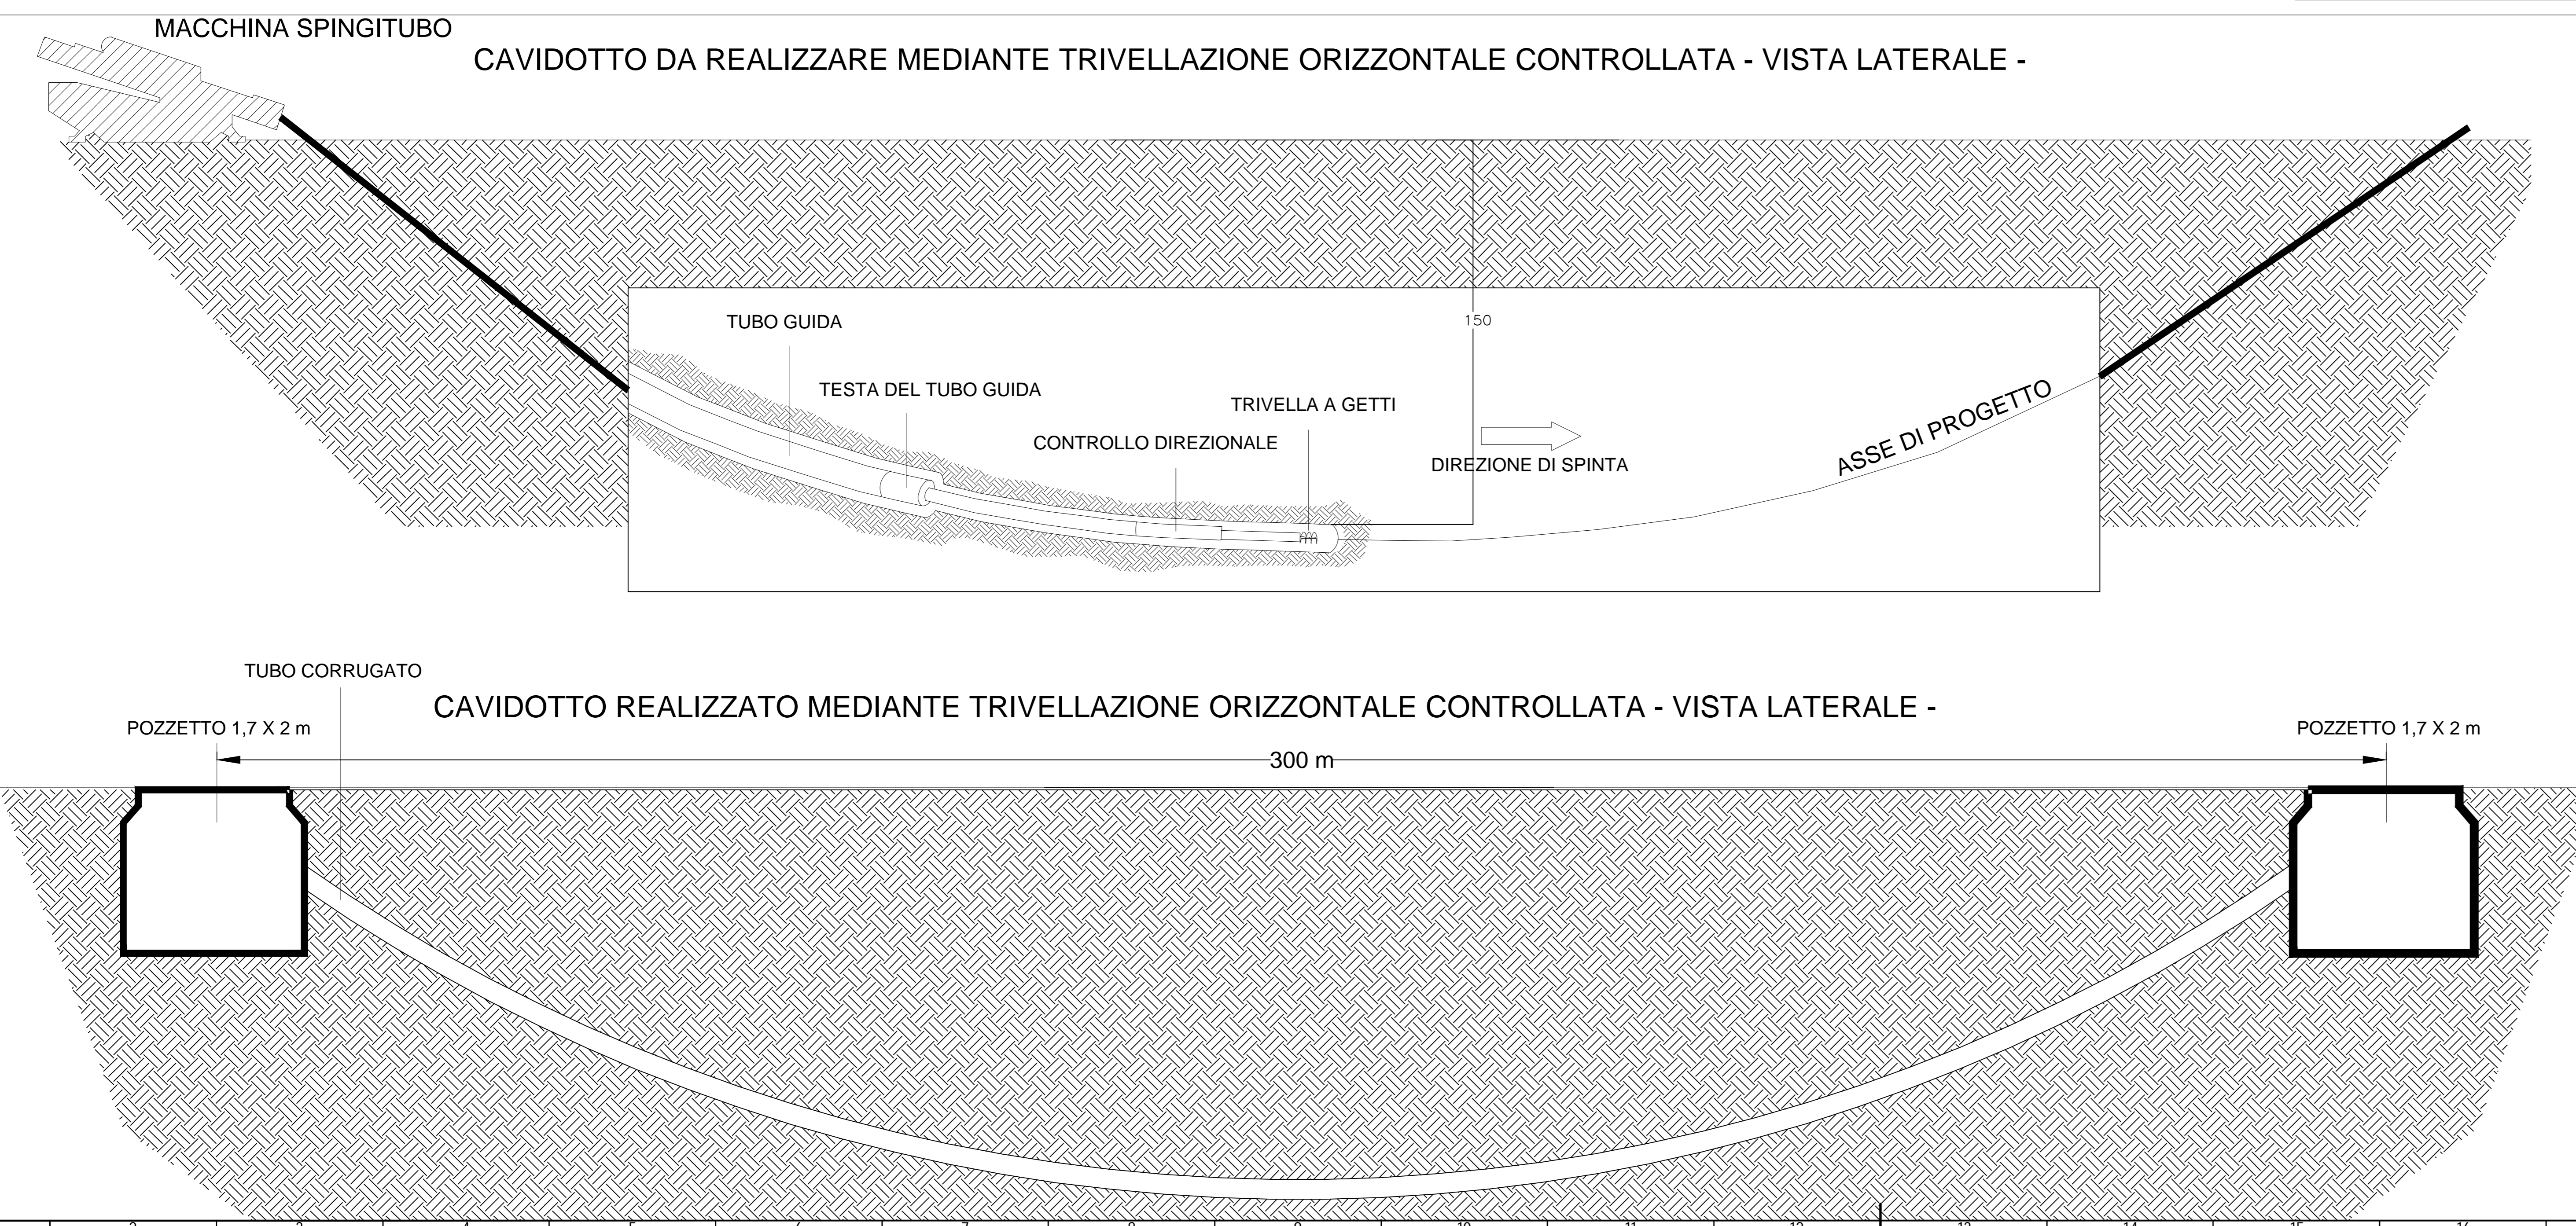 MACCHINA SPINGITUBO
CAVIDOTTO DA REALIZZARE MEDIANTE TRIVELLAZIONE ORIZZONTALE CONTROLLATA - VISTA LATERALE -
TUBO GUIDA
150
TESTA DEL TUBO GUIDA
TRIVELLA A GETTI
CONTROLLO DIREZIONALE
DIREZIONE DI SPINTA
ASSE DI PROGETTO
TUBO CORRUGATO
CAVIDOTTO REALIZZATO MEDIANTE TRIVELLAZIONE ORIZZONTALE CONTROLLATA - VISTA LATERALE -
POZZETTO 1,7 X 2 m
POZZETTO 1,7 X 2 m
300 m